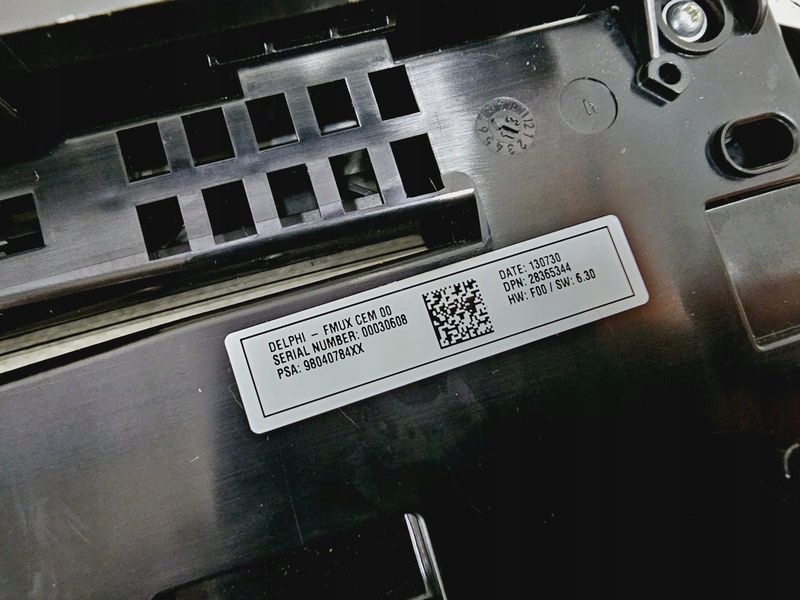 DELPHI - FMUX CEM 00
SERIAL NUMBER: 00030608
PSA: 98040784XX
DATE: 130730
DPN: 28365344
HW: F00 / SW: 6.30